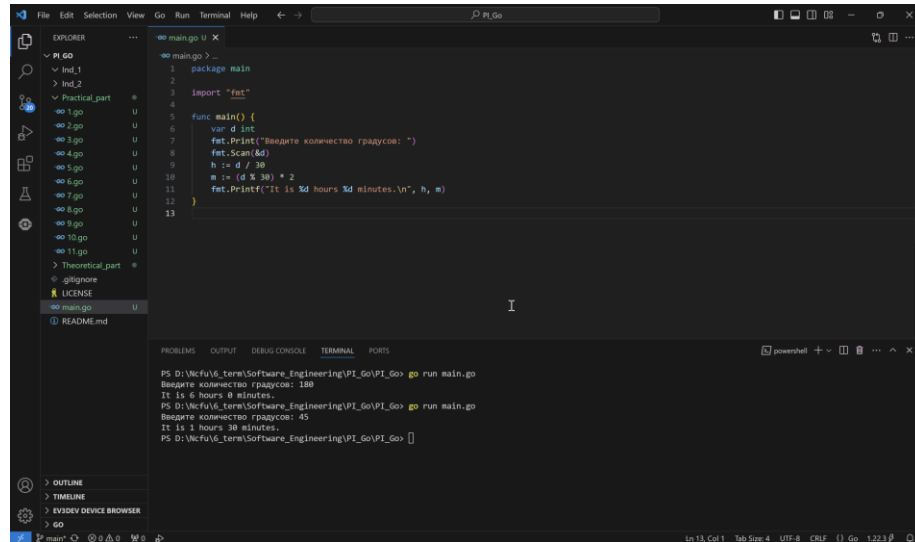 File Edit Selection View Go Run Terminal Help
PI_Go
EXPLORER
main.go U
PI_GO
Ind_1
Ind_2
Practical_part
1.go U
2.go U
3.go U
4.go U
5.go U
6.go U
7.go U
8.go U
9.go U
10.go U
11.go U
Theoretical_part
.gitignore
LICENSE
main.go U
README.md
OUTLINE
TIMELINE
EV3DEV DEVICE BROWSER
GO
main.go > ...
1 package main
2
3 import "fmt"
4
5 func main() {
6 var d int
7 fmt.Print("Введите количество градусов: ")
8 fmt.Scan(&d)
9 h := d / 30
10 m := (d % 30) * 2
11 fmt.Printf("It is %d hours %d minutes.\n", h, m)
12 }
13
PROBLEMS OUTPUT DEBUG CONSOLE TERMINAL PORTS
powershell
PS D:\Ncfu\6_term\Software_Engineering\PI_Go\PI_Go> go run main.go
Введите количество градусов: 180
It is 6 hours 0 minutes.
PS D:\Ncfu\6_term\Software_Engineering\PI_Go\PI_Go> go run main.go
Введите количество градусов: 45
It is 1 hours 30 minutes.
PS D:\Ncfu\6_term\Software_Engineering\PI_Go\PI_Go>
main* 0 0 0
Ln 13, Col 1 Tab Size: 4 UTF-8 CRLF {} Go 1.22.3